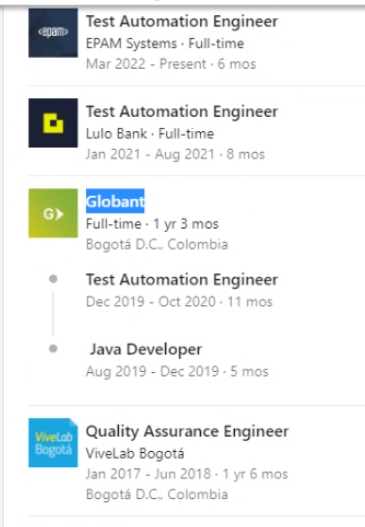 <epam>
Test Automation Engineer
EPAM Systems · Full-time
Mar 2022 - Present · 6 mos
Test Automation Engineer
Lulo Bank · Full-time
Jan 2021 - Aug 2021 · 8 mos
G>
Globant
Full-time · 1 yr 3 mos
Bogotá D.C., Colombia
Test Automation Engineer
Dec 2019 - Oct 2020 · 11 mos
Java Developer
Aug 2019 - Dec 2019 · 5 mos
ViveLab
Bogotá
Quality Assurance Engineer
ViveLab Bogotá
Jan 2017 - Jun 2018 · 1 yr 6 mos
Bogotá D.C., Colombia